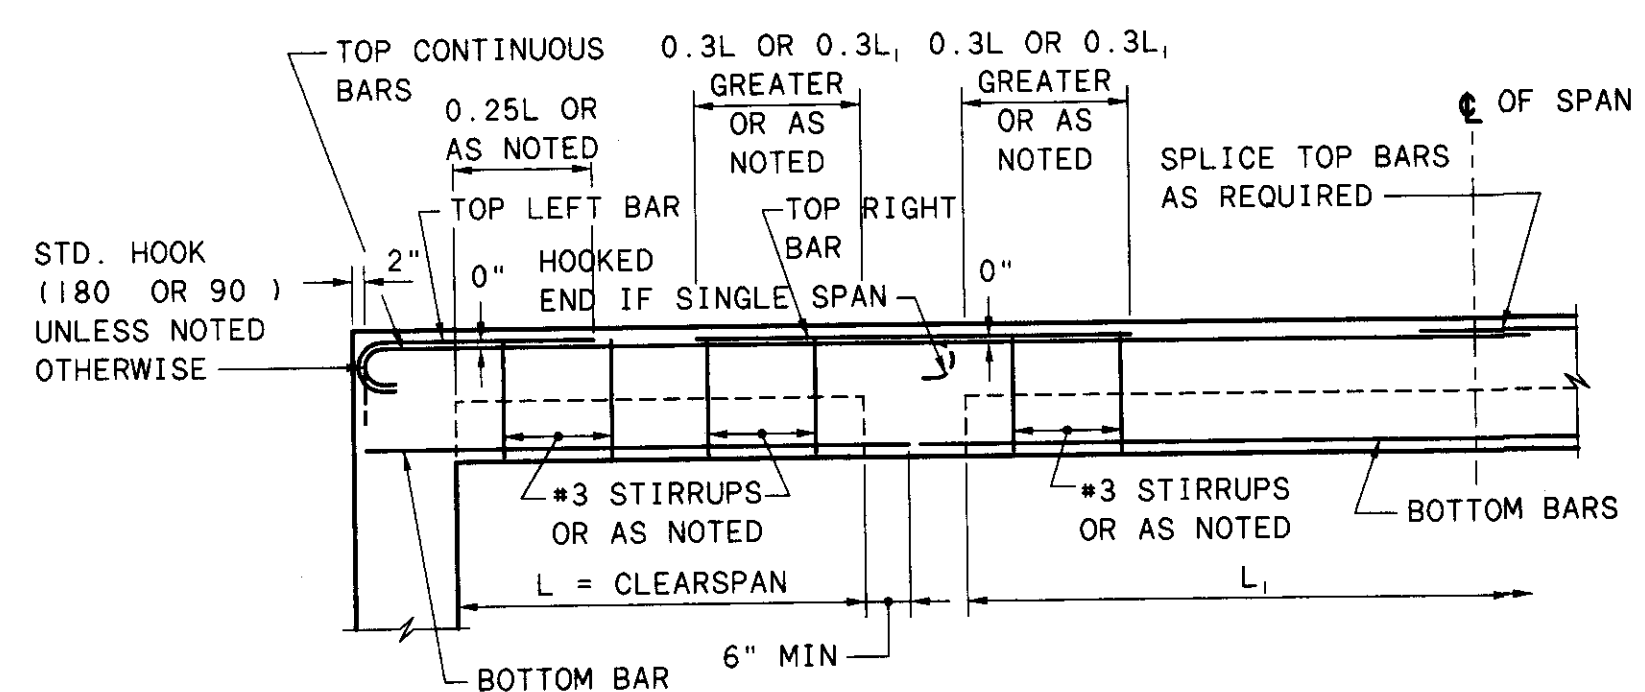 TOP CONTINUOUS
BARS
0.3L OR 0.3L₁
GREATER
OR AS
NOTED
0.3L OR 0.3L₁
GREATER
OR AS
NOTED
℄ OF SPAN
0.25L OR
AS NOTED
SPLICE TOP BARS
AS REQUIRED
TOP LEFT BAR
TOP RIGHT
BAR
STD. HOOK
(180 OR 90 )
UNLESS NOTED
OTHERWISE
2"
0"
HOOKED
END IF SINGLE SPAN
0"
#3 STIRRUPS
OR AS NOTED
#3 STIRRUPS
OR AS NOTED
BOTTOM BARS
L = CLEARSPAN
L₁
6" MIN
BOTTOM BAR